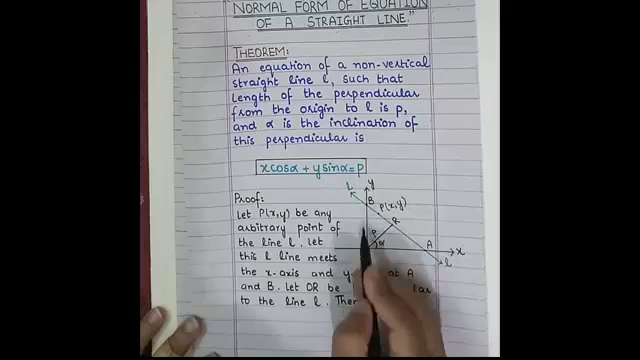 "NORMAL FORM OF EQUATION
OF A STRAIGHT LINE."
THEOREM:
An equation of a non-vertical
straight line l, such that
length of the perpendicular
from the origin to l is p,
and α is the inclination of
this perpendicular is
x cosα + y sinα = P
Proof:
Let P(x,y) be any
arbitrary point of
the line l. Let
this l line meets
the x-axis and y at A
and B. Let OR be lar
to the line l. The
l
y
B
P(x,y)
R
P
α
A
x
l